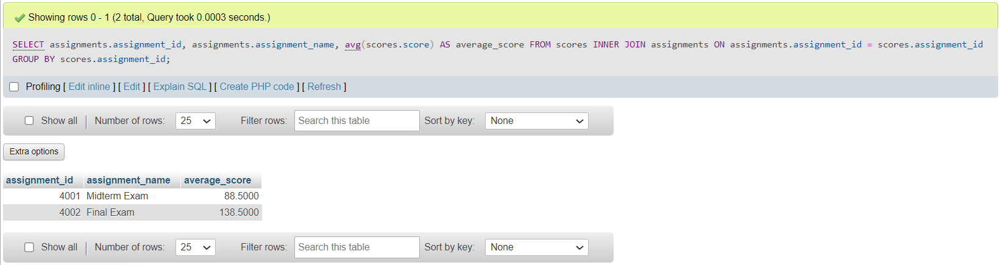 Showing rows 0 - 1 (2 total, Query took 0.0003 seconds.)
SELECT assignments.assignment_id, assignments.assignment_name, avg(scores.score) AS average_score FROM scores INNER JOIN assignments ON assignments.assignment_id = scores.assignment_id
GROUP BY scores.assignment_id;
Profiling [ Edit inline ] [ Edit ] [ Explain SQL ] [ Create PHP code ] [ Refresh ]
Show all | Number of rows: 25 Filter rows: Search this table Sort by key: None
Extra options
assignment_id assignment_name average_score
4001 Midterm Exam 88.5000
4002 Final Exam 138.5000
Show all | Number of rows: 25 Filter rows: Search this table Sort by key: None